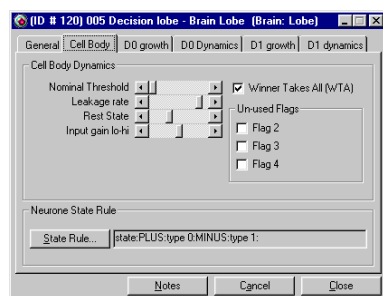 (ID # 120) 005 Decision lobe - Brain Lobe (Brain: Lobe)
General Cell Body D0 growth D0 Dynamics D1 growth D1 dynamics
Cell Body Dynamics
Nominal Threshold
Leakage rate
Rest State
Input gain lo-hi
Winner Takes All (WTA)
Un-used Flags
Flag 2
Flag 3
Flag 4
Neurone State Rule
State Rule... state:PLUS:type 0:MINUS:type 1:
Notes Cancel Close